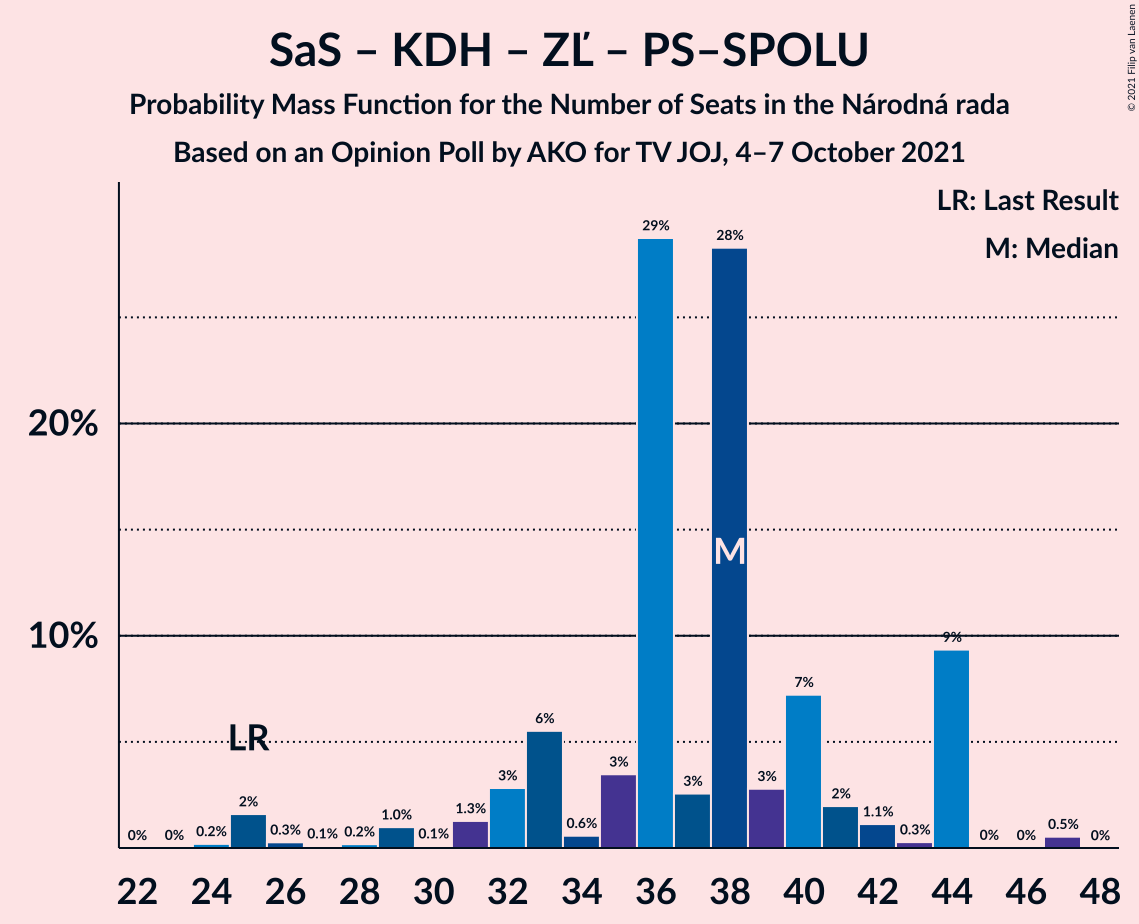 SaS – KDH – ZĽ – PS–SPOLU
Probability Mass Function for the Number of Seats in the Národná rada
Based on an Opinion Poll by AKO for TV JOJ, 4–7 October 2021
© 2021 Filip van Laenen
LR: Last Result
M: Median
20%
10%
0% 0% 0.2% 2% 0.3% 0.1% 0.2% 1.0% 0.1% 1.3% 3% 6% 0.6% 3% 29% 3% 28% 3% 7% 2% 1.1% 0.3% 9% 0% 0% 0.5% 0%
LR
M
22 24 26 28 30 32 34 36 38 40 42 44 46 48